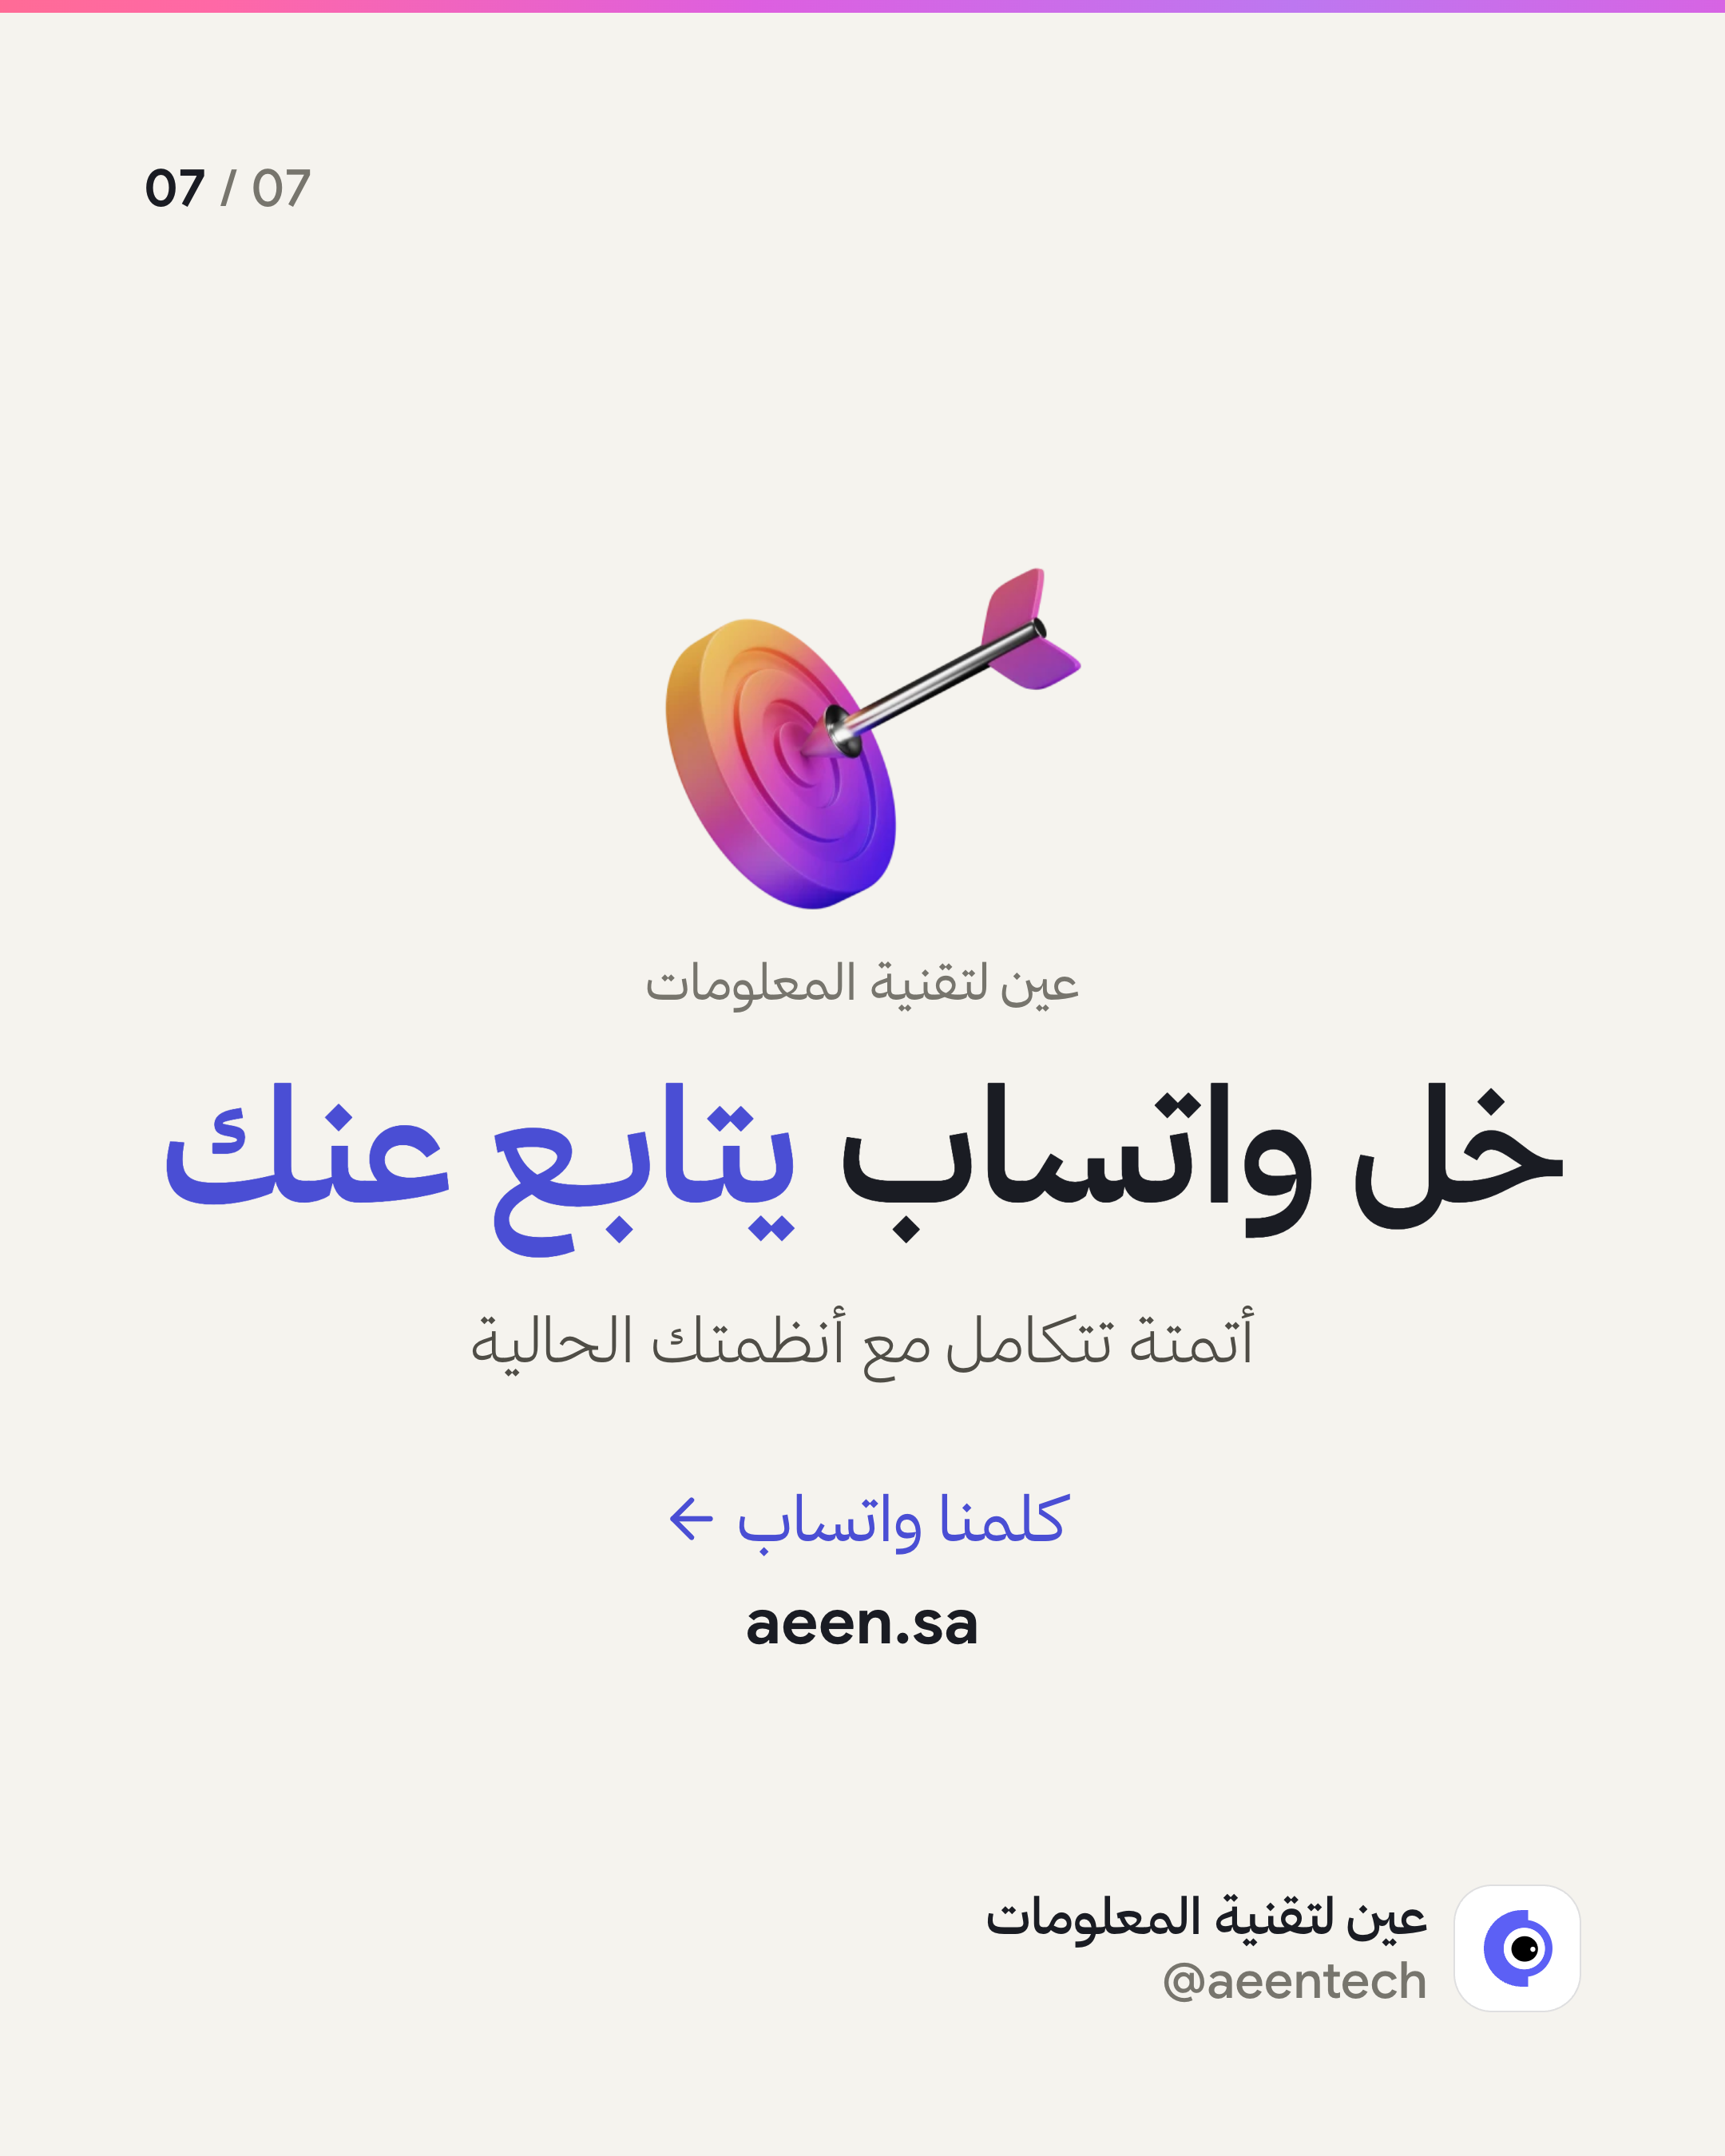 07 / 07
عين لتقنية المعلومات
خل واتساب يتابع عنك
أتمتة تتكامل مع أنظمتك الحالية
كلمنا واتساب ←
aeen.sa
عين لتقنية المعلومات
@aeentech